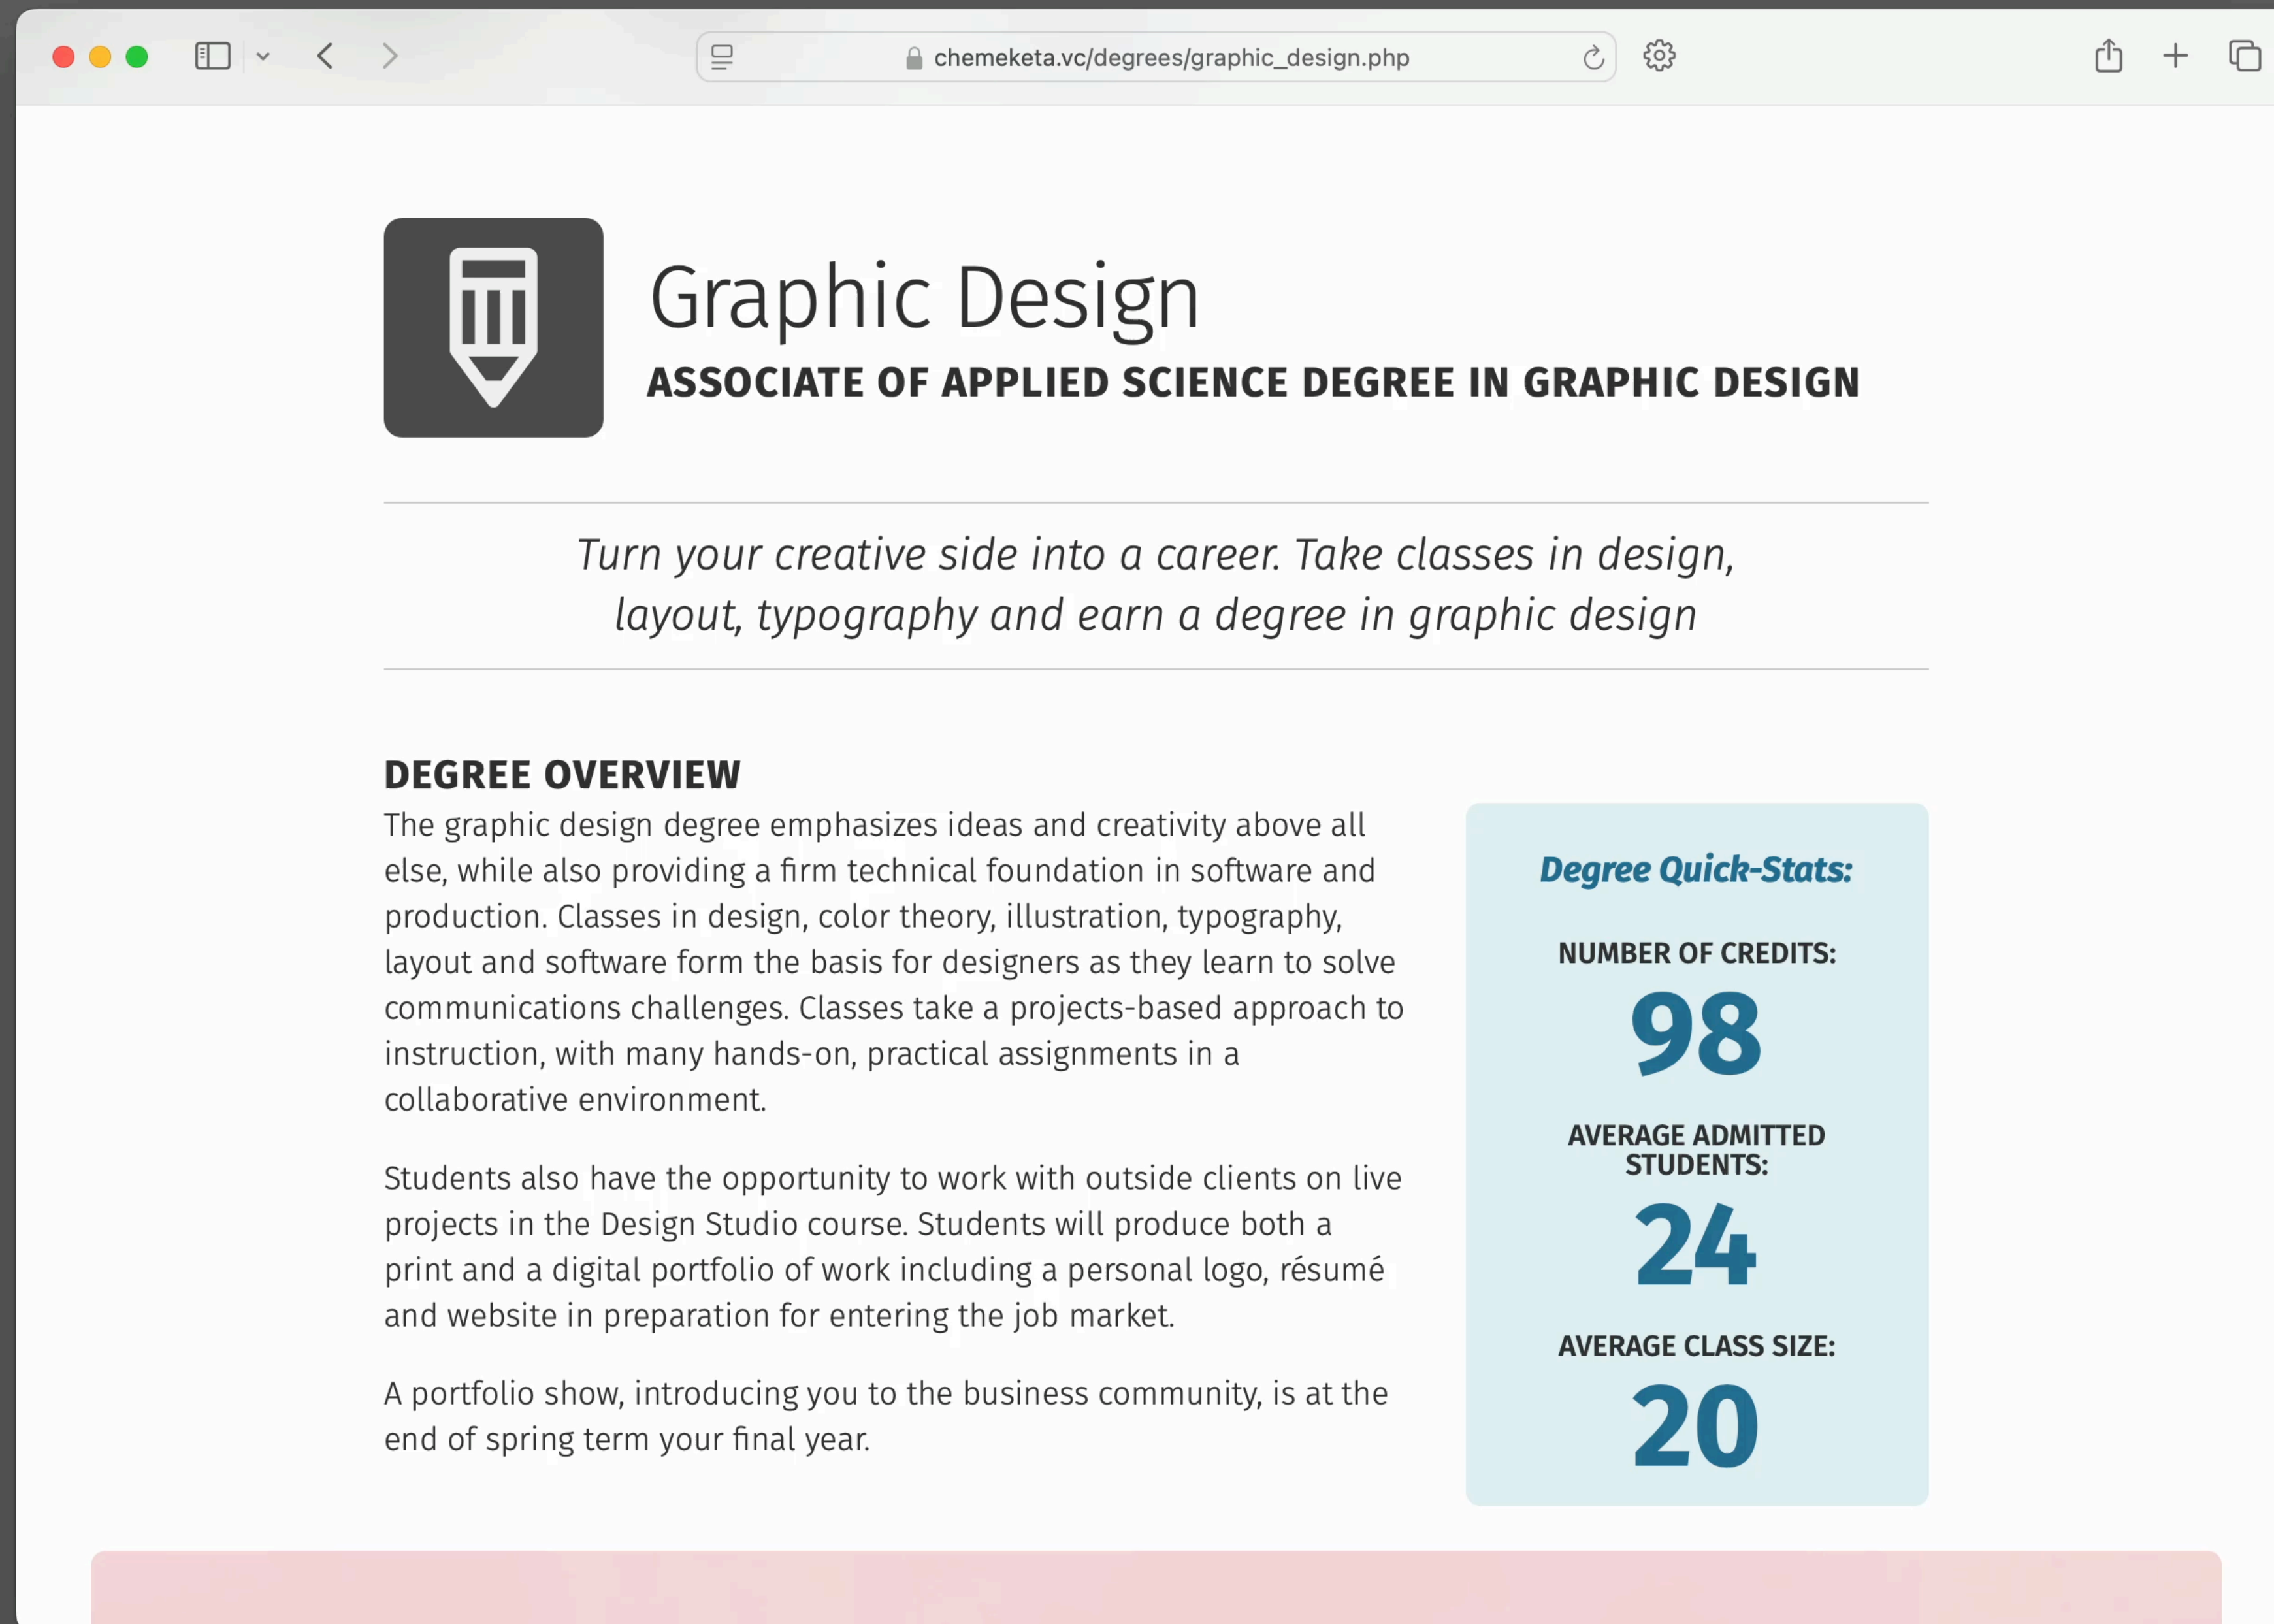 chemeketa.vc/degrees/graphic_design.php
Graphic Design
ASSOCIATE OF APPLIED SCIENCE DEGREE IN GRAPHIC DESIGN
Turn your creative side into a career. Take classes in design,
layout, typography and earn a degree in graphic design
DEGREE OVERVIEW
The graphic design degree emphasizes ideas and creativity above all
else, while also providing a firm technical foundation in software and
production. Classes in design, color theory, illustration, typography,
layout and software form the basis for designers as they learn to solve
communications challenges. Classes take a projects-based approach to
instruction, with many hands-on, practical assignments in a
collaborative environment.
Students also have the opportunity to work with outside clients on live
projects in the Design Studio course. Students will produce both a
print and a digital portfolio of work including a personal logo, résumé
and website in preparation for entering the job market.
A portfolio show, introducing you to the business community, is at the
end of spring term your final year.
Degree Quick-Stats:
NUMBER OF CREDITS:
98
AVERAGE ADMITTED
STUDENTS:
24
AVERAGE CLASS SIZE:
20